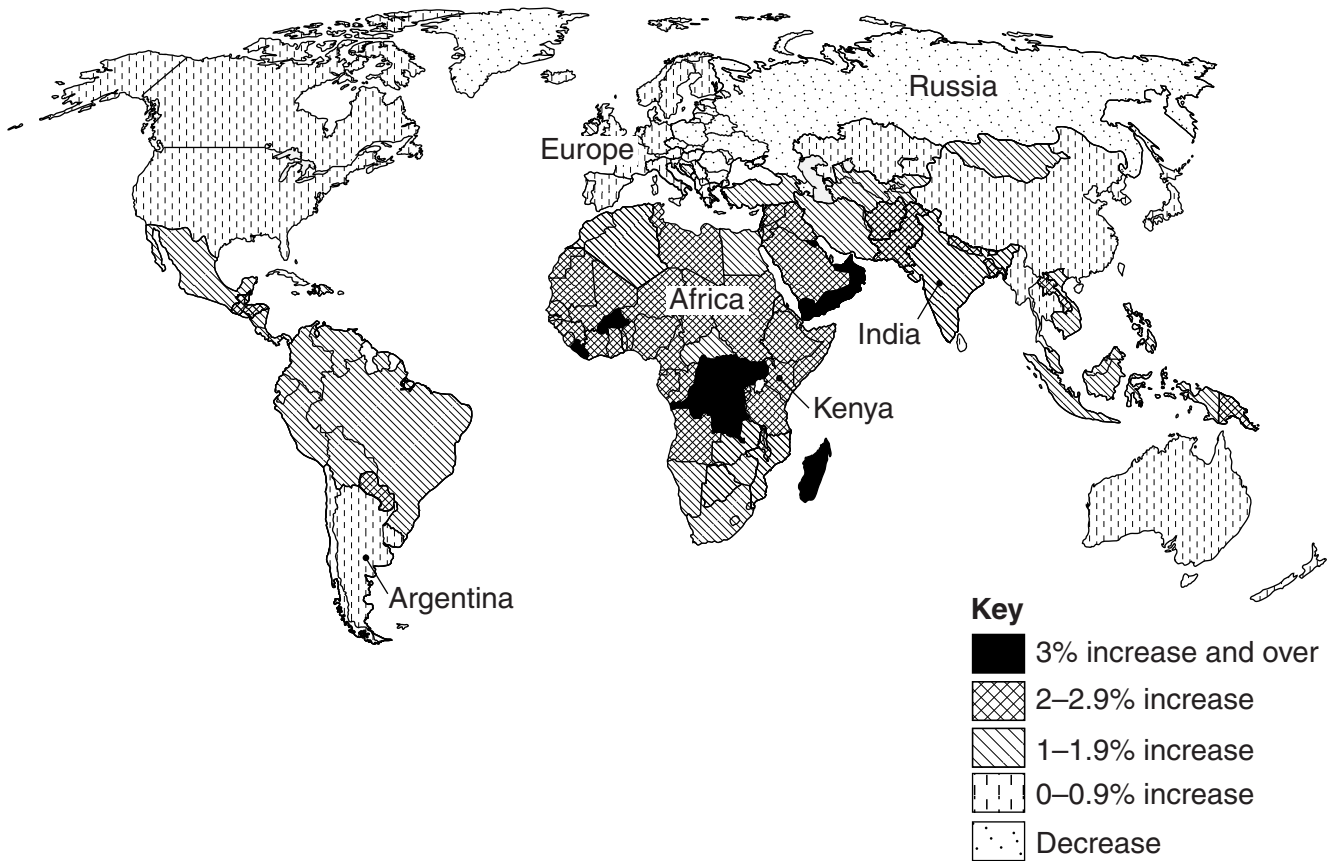 Russia
Europe
Africa
India
Kenya
Argentina
Key
3% increase and over
2–2.9% increase
1–1.9% increase
0–0.9% increase
Decrease